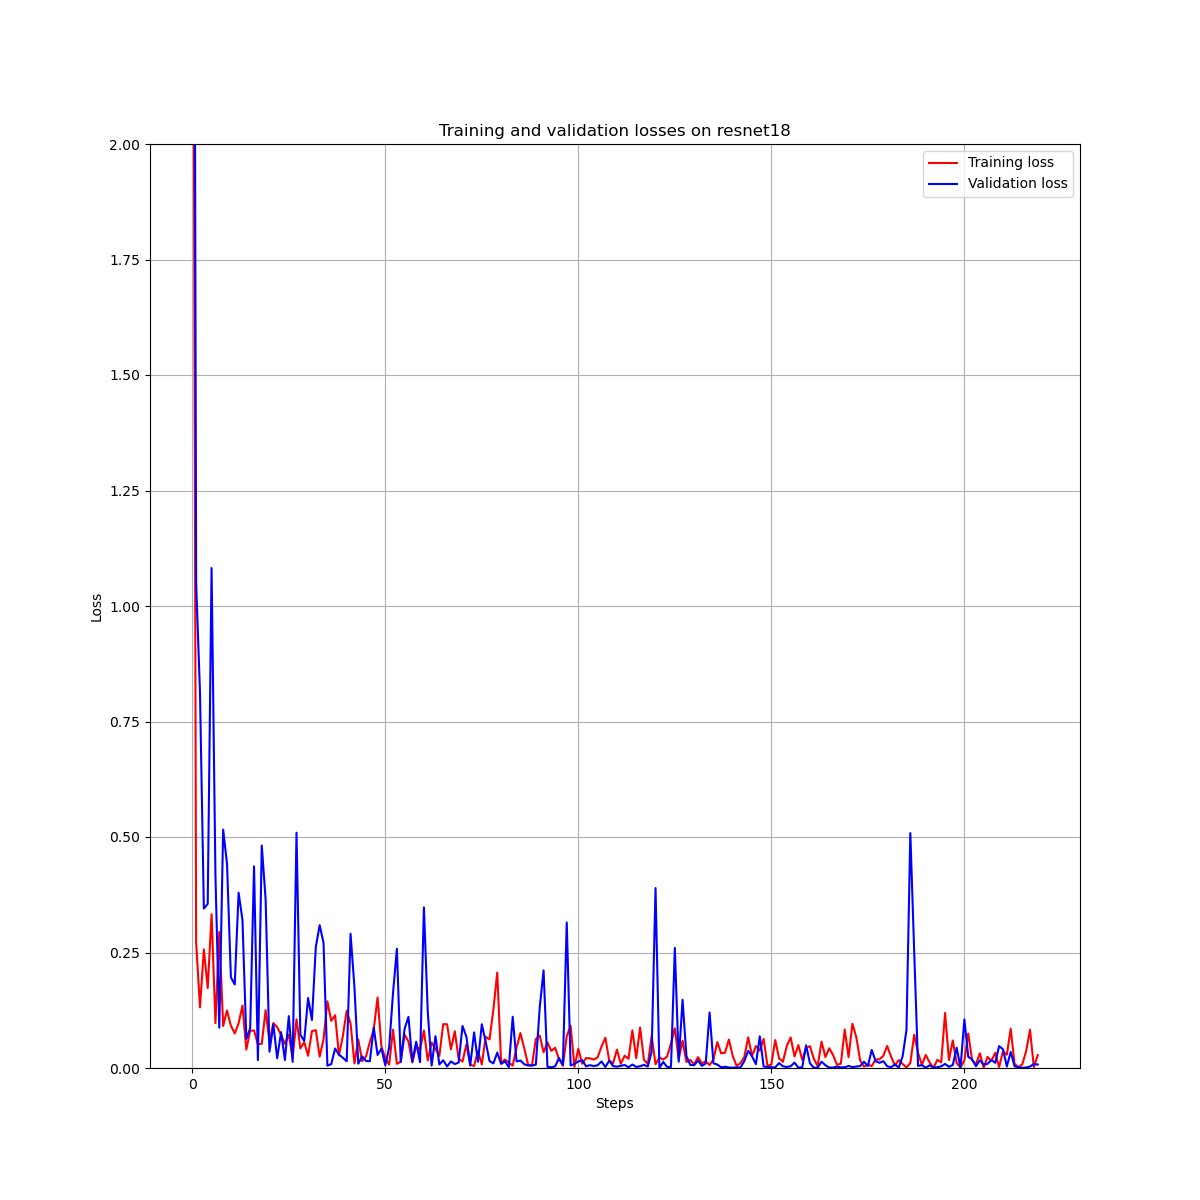 Training and validation losses on resnet18
2.00
1.75
1.50
1.25
1.00
0.75
0.50
0.25
0.00
Loss
Training loss
Validation loss
0 50 100 150 200
Steps